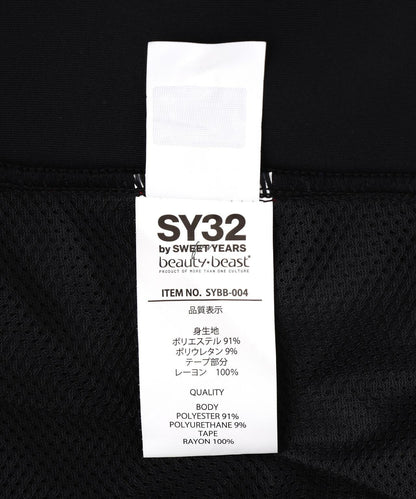 SY32
by SWEET YEARS
beauty:beast
PRODUCT OF MORE THAN ONE CULTURE
ITEM NO. SYBB-004
品質表示
身生地
ポリエステル 91%
ポリウレタン 9%
テープ部分
レーヨン 100%
QUALITY
BODY
POLYESTER 91%
POLYURETHANE 9%
TAPE
RAYON 100%